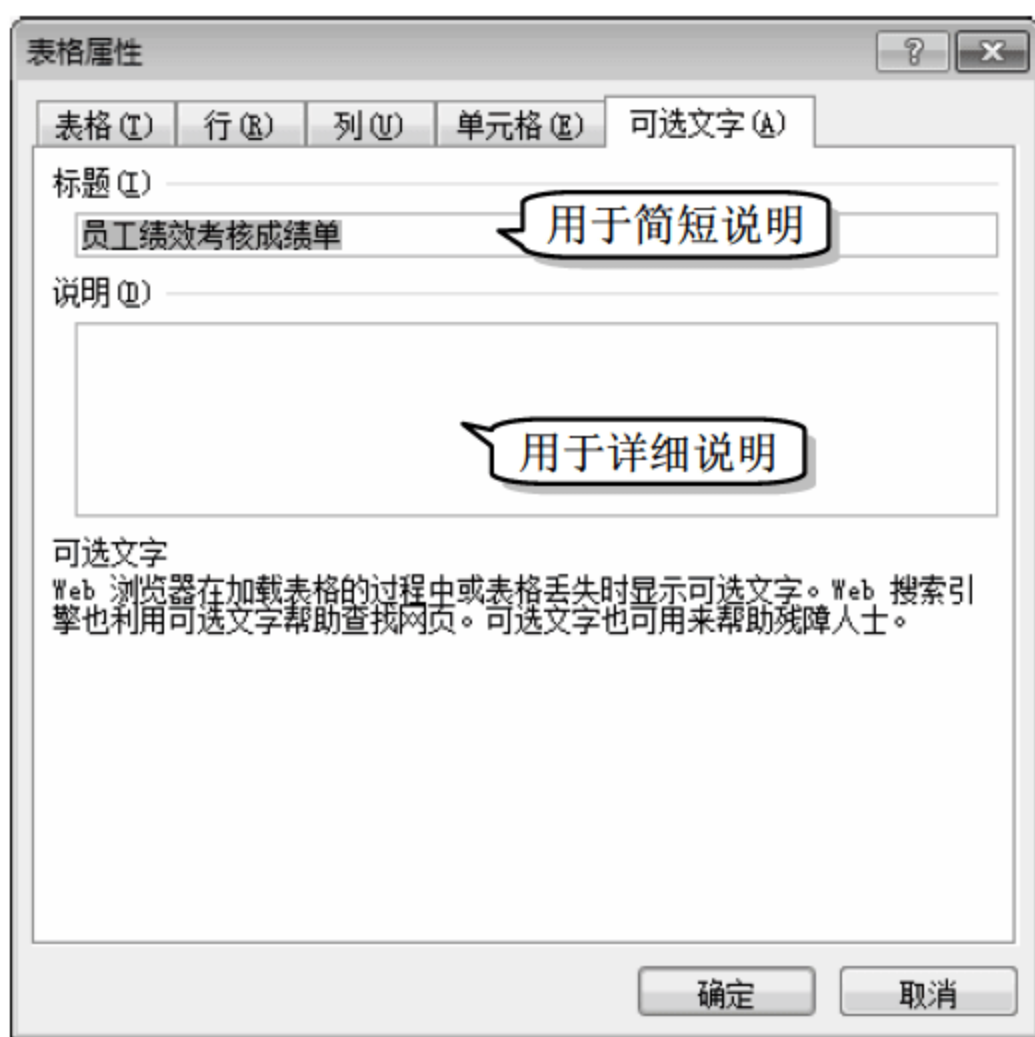 表格属性
表格(T) 行(R) 列(U) 单元格(E) 可选文字(A)
标题(I)
员工绩效考核成绩单
用于简短说明
说明(D)
用于详细说明
可选文字
Web 浏览器在加载表格的过程中或表格丢失时显示可选文字。Web 搜索引
擎也利用可选文字帮助查找网页。可选文字也可用来帮助残障人士。
确定 取消